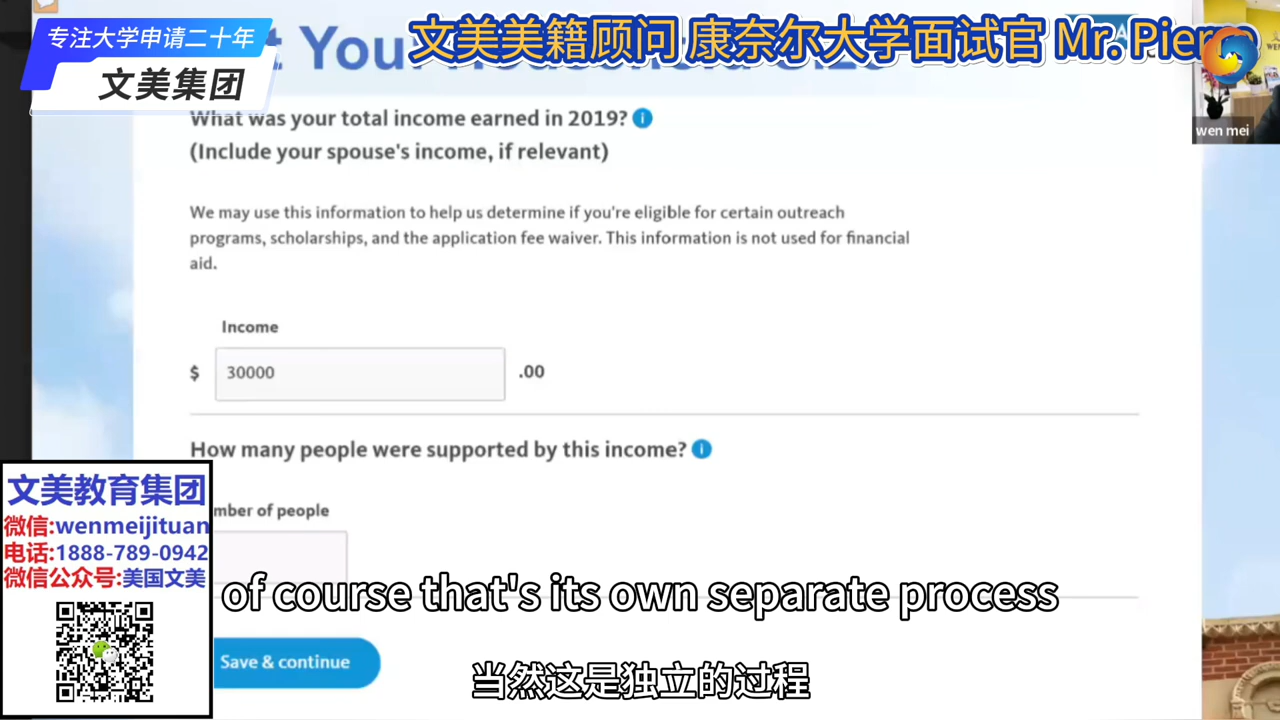 专注大学申请二十年
文美集团
文美美籍顾问 康奈尔大学面试官 Mr.
wen mei
What was your total income earned in 2019?
(Include your spouse's income, if relevant)
We may use this information to help us determine if you're eligible for certain outreach
programs, scholarships, and the application fee waiver. This information is not used for financial
aid.
Income
$ 30000 .00
How many people were supported by this income?
of people
文美教育集团
微信:wenmeijituan
电话:1888-789-0942
微信公众号:美国文美
of course that's its own separate process
Save & continue
当然这是独立的过程